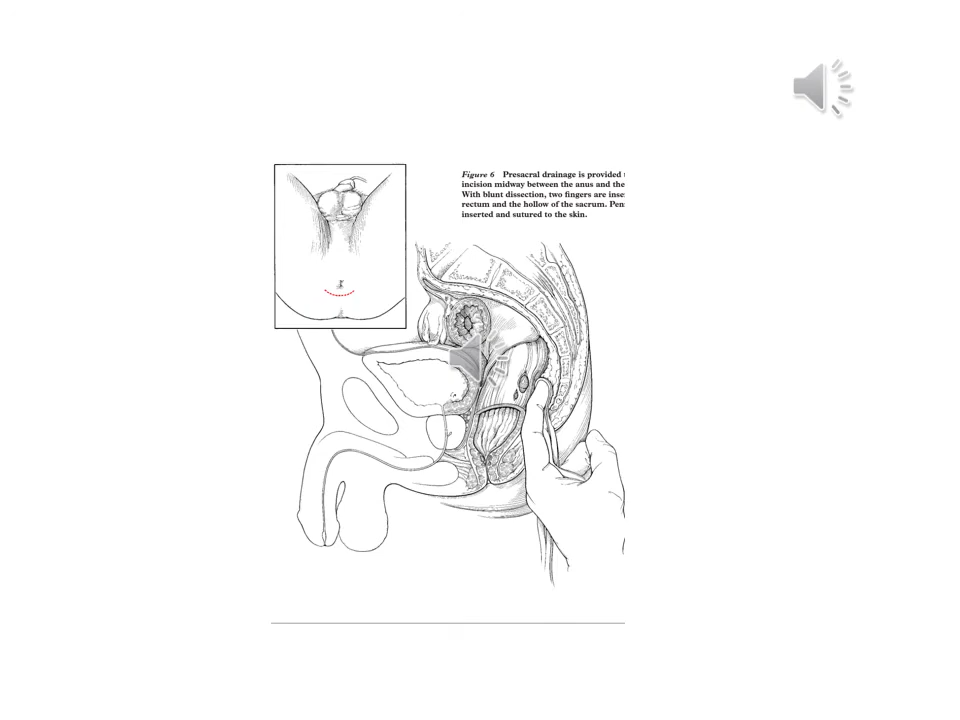 Figure 6 Presacral drainage is provided
incision midway between the anus and the
With blunt dissection, two fingers are inse
rectum and the hollow of the sacrum. Pen
inserted and sutured to the skin.